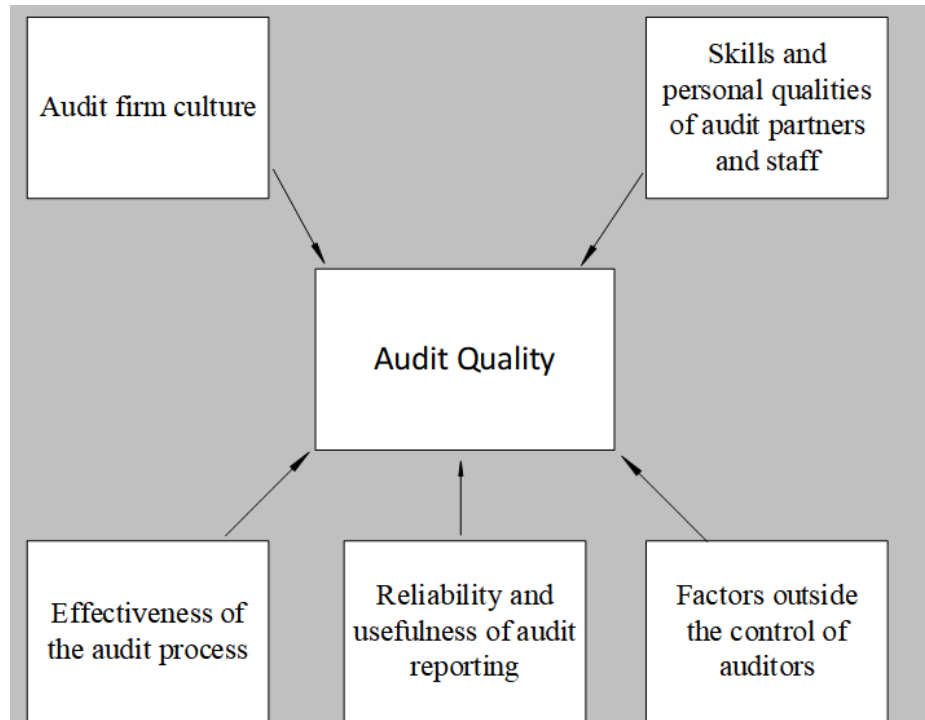 Audit firm culture
Skills and
personal qualities
of audit partners
and staff
Audit Quality
Effectiveness of
the audit process
Reliability and
usefulness of audit
reporting
Factors outside
the control of
auditors